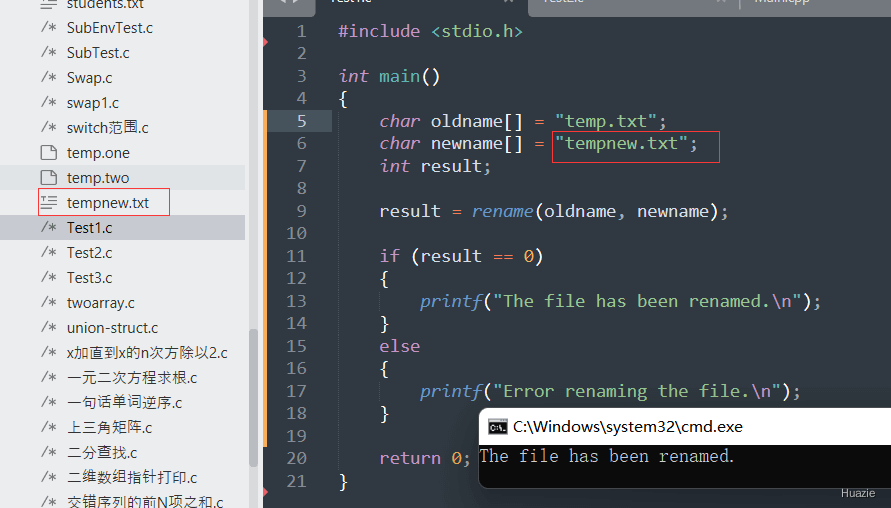 students.txt
SubEnvTest.c
SubTest.c
Swap.c
swap1.c
switch范围.c
temp.one
temp.two
tempnew.txt
Test1.c
Test2.c
Test3.c
twoarray.c
union-struct.c
x加直到x的n次方除以2.c
一元二次方程求根.c
一句话单词逆序.c
上三角矩阵.c
二分查找.c
二维数组指针打印.c
交错序列的前N项之和.c
1 #include <stdio.h>
2
3 int main()
4 {
5 char oldname[] = "temp.txt";
6 char newname[] = "tempnew.txt";
7 int result;
8
9 result = rename(oldname, newname);
10
11 if (result == 0)
12 {
13 printf("The file has been renamed.\n");
14 }
15 else
16 {
17 printf("Error renaming the file.\n");
18 }
19
20 return 0;
21 }
C:\Windows\system32\cmd.exe
The file has been renamed.
Huazie